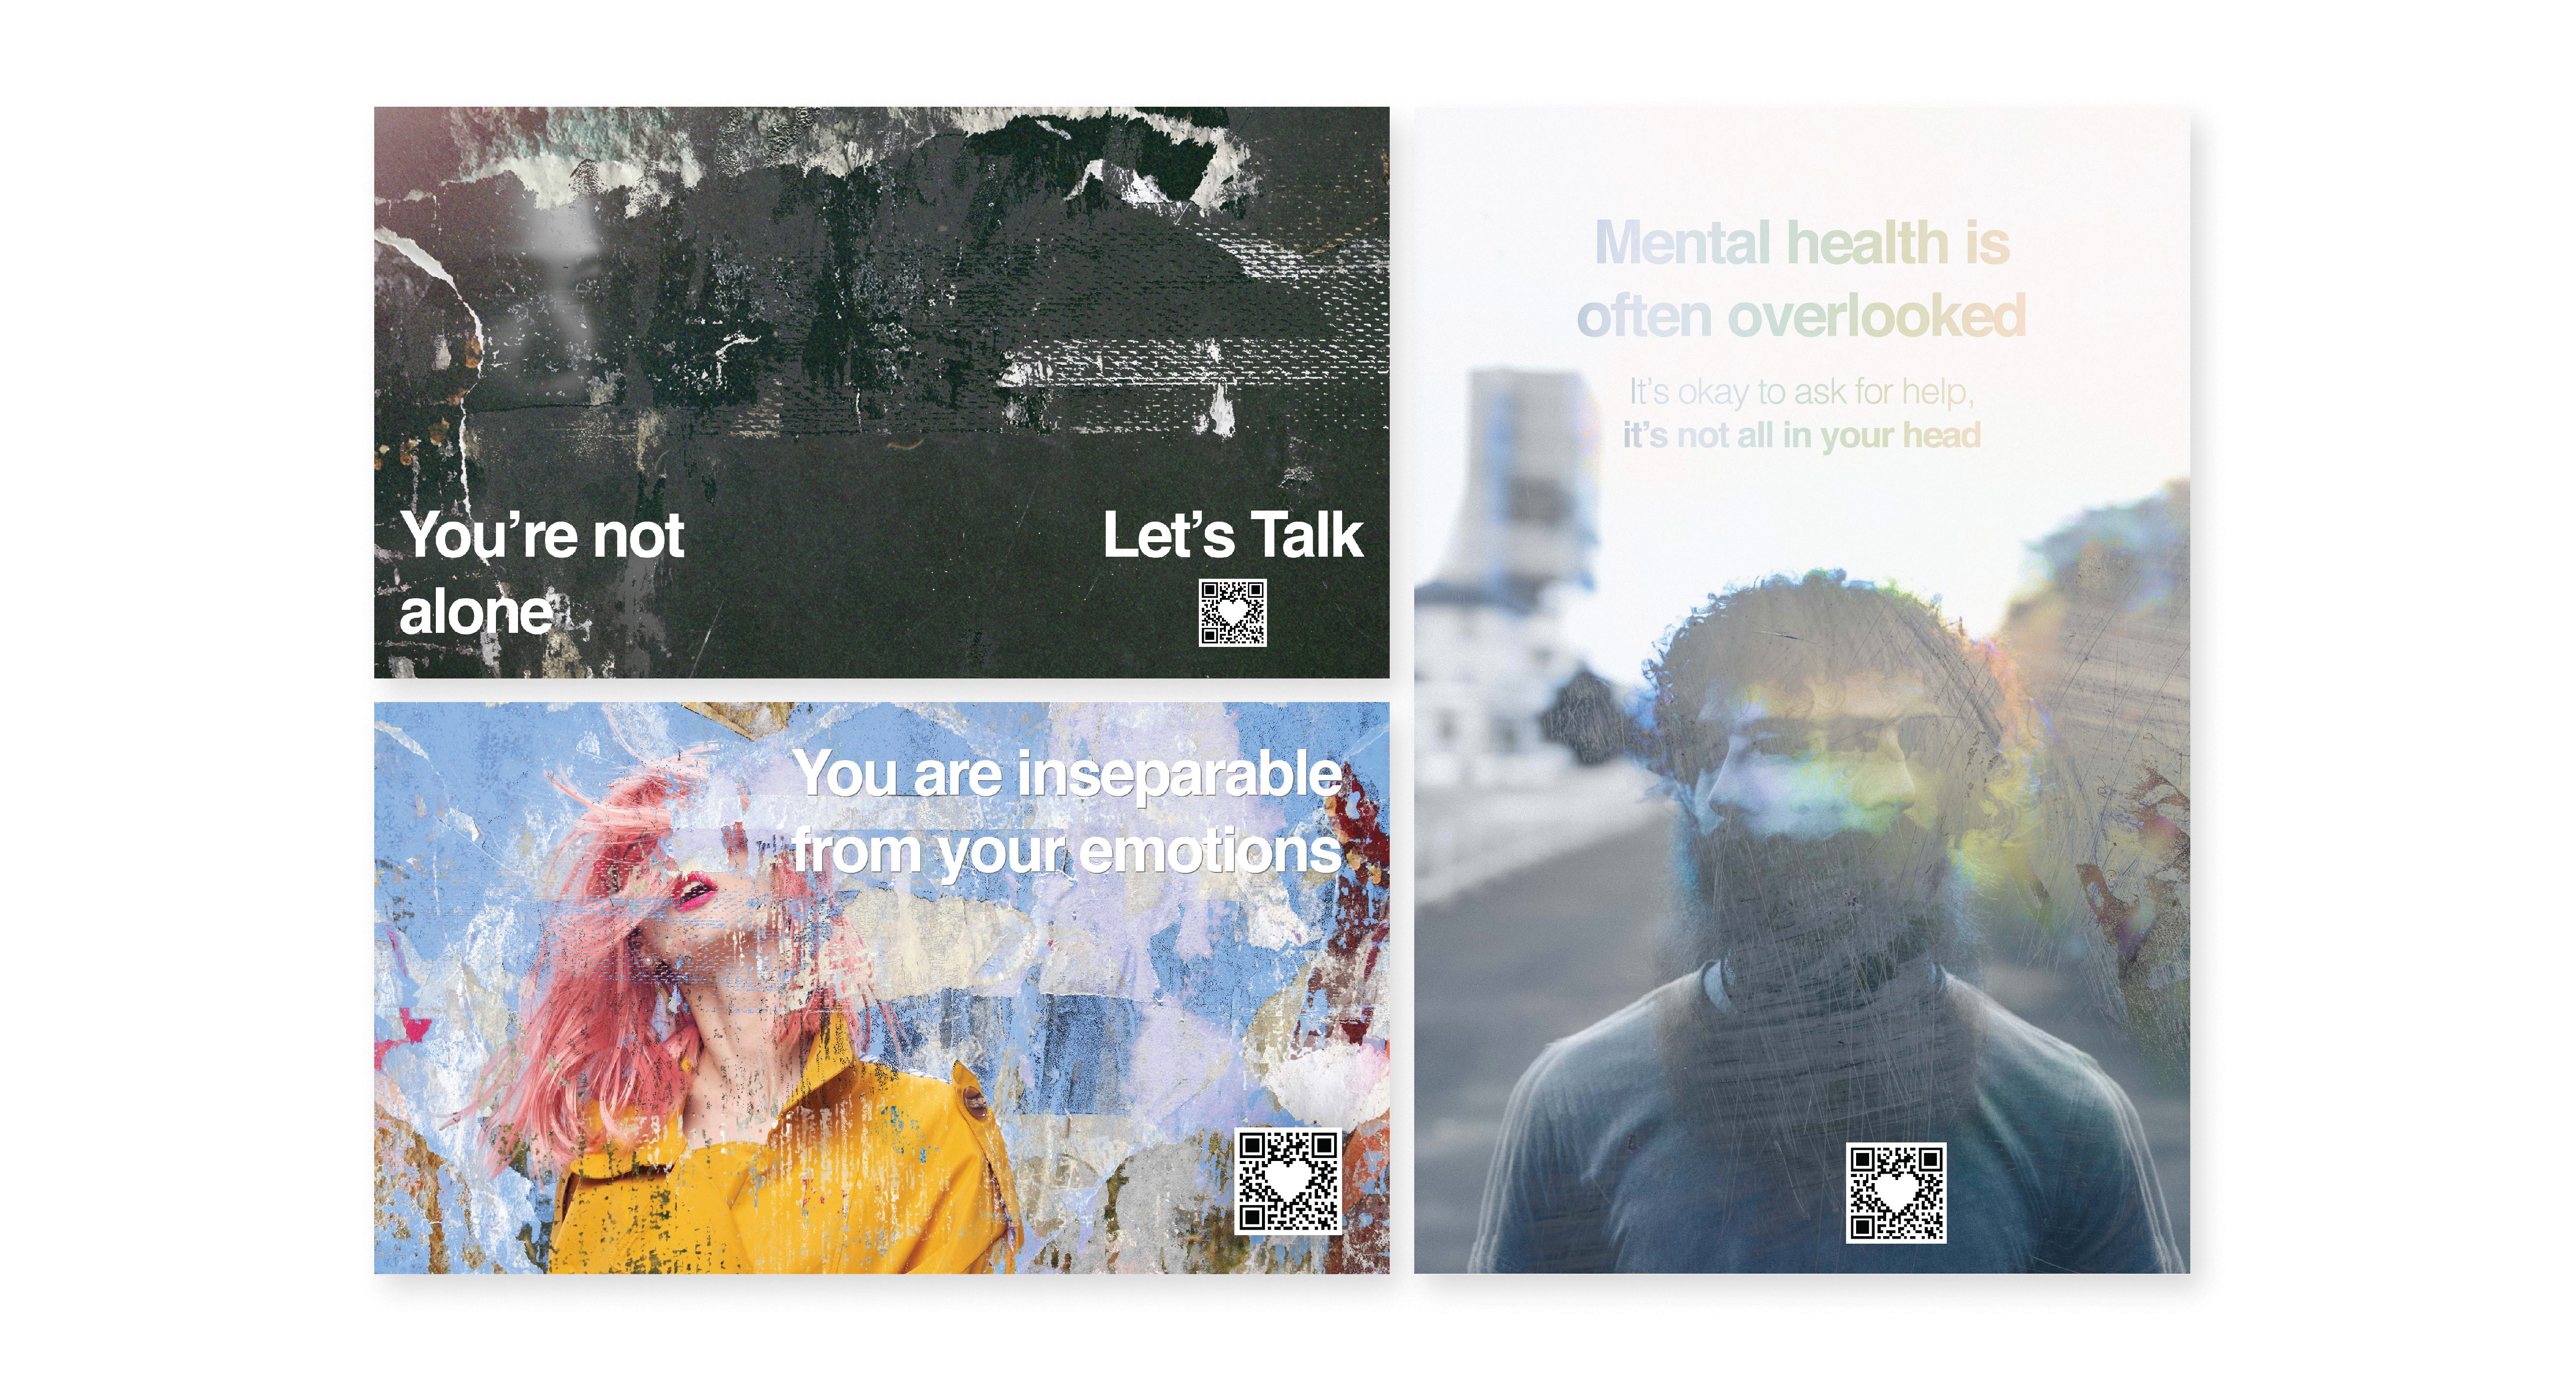 You're not
alone
Let's Talk
You are inseparable
from your emotions
Mental health is
often overlooked
It's okay to ask for help,
it's not all in your head